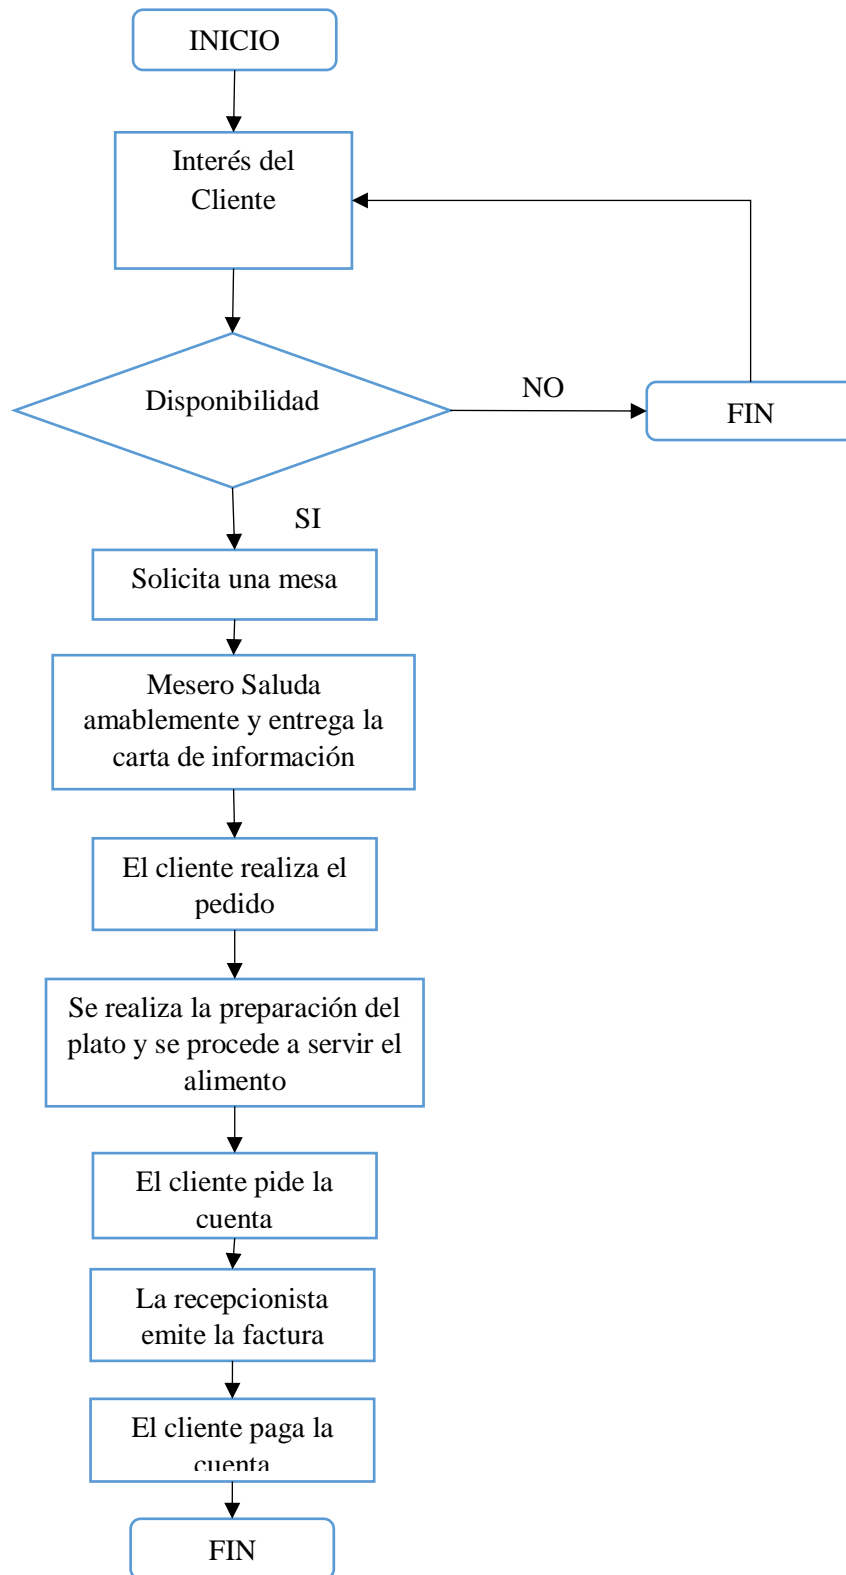 INICIO
Interés del
Cliente
Disponibilidad
NO
FIN
SI
Solicita una mesa
Mesero Saluda
amablemente y entrega la
carta de información
El cliente realiza el
pedido
Se realiza la preparación del
plato y se procede a servir el
alimento
El cliente pide la
cuenta
La recepcionista
emite la factura
El cliente paga la
cuenta
FIN